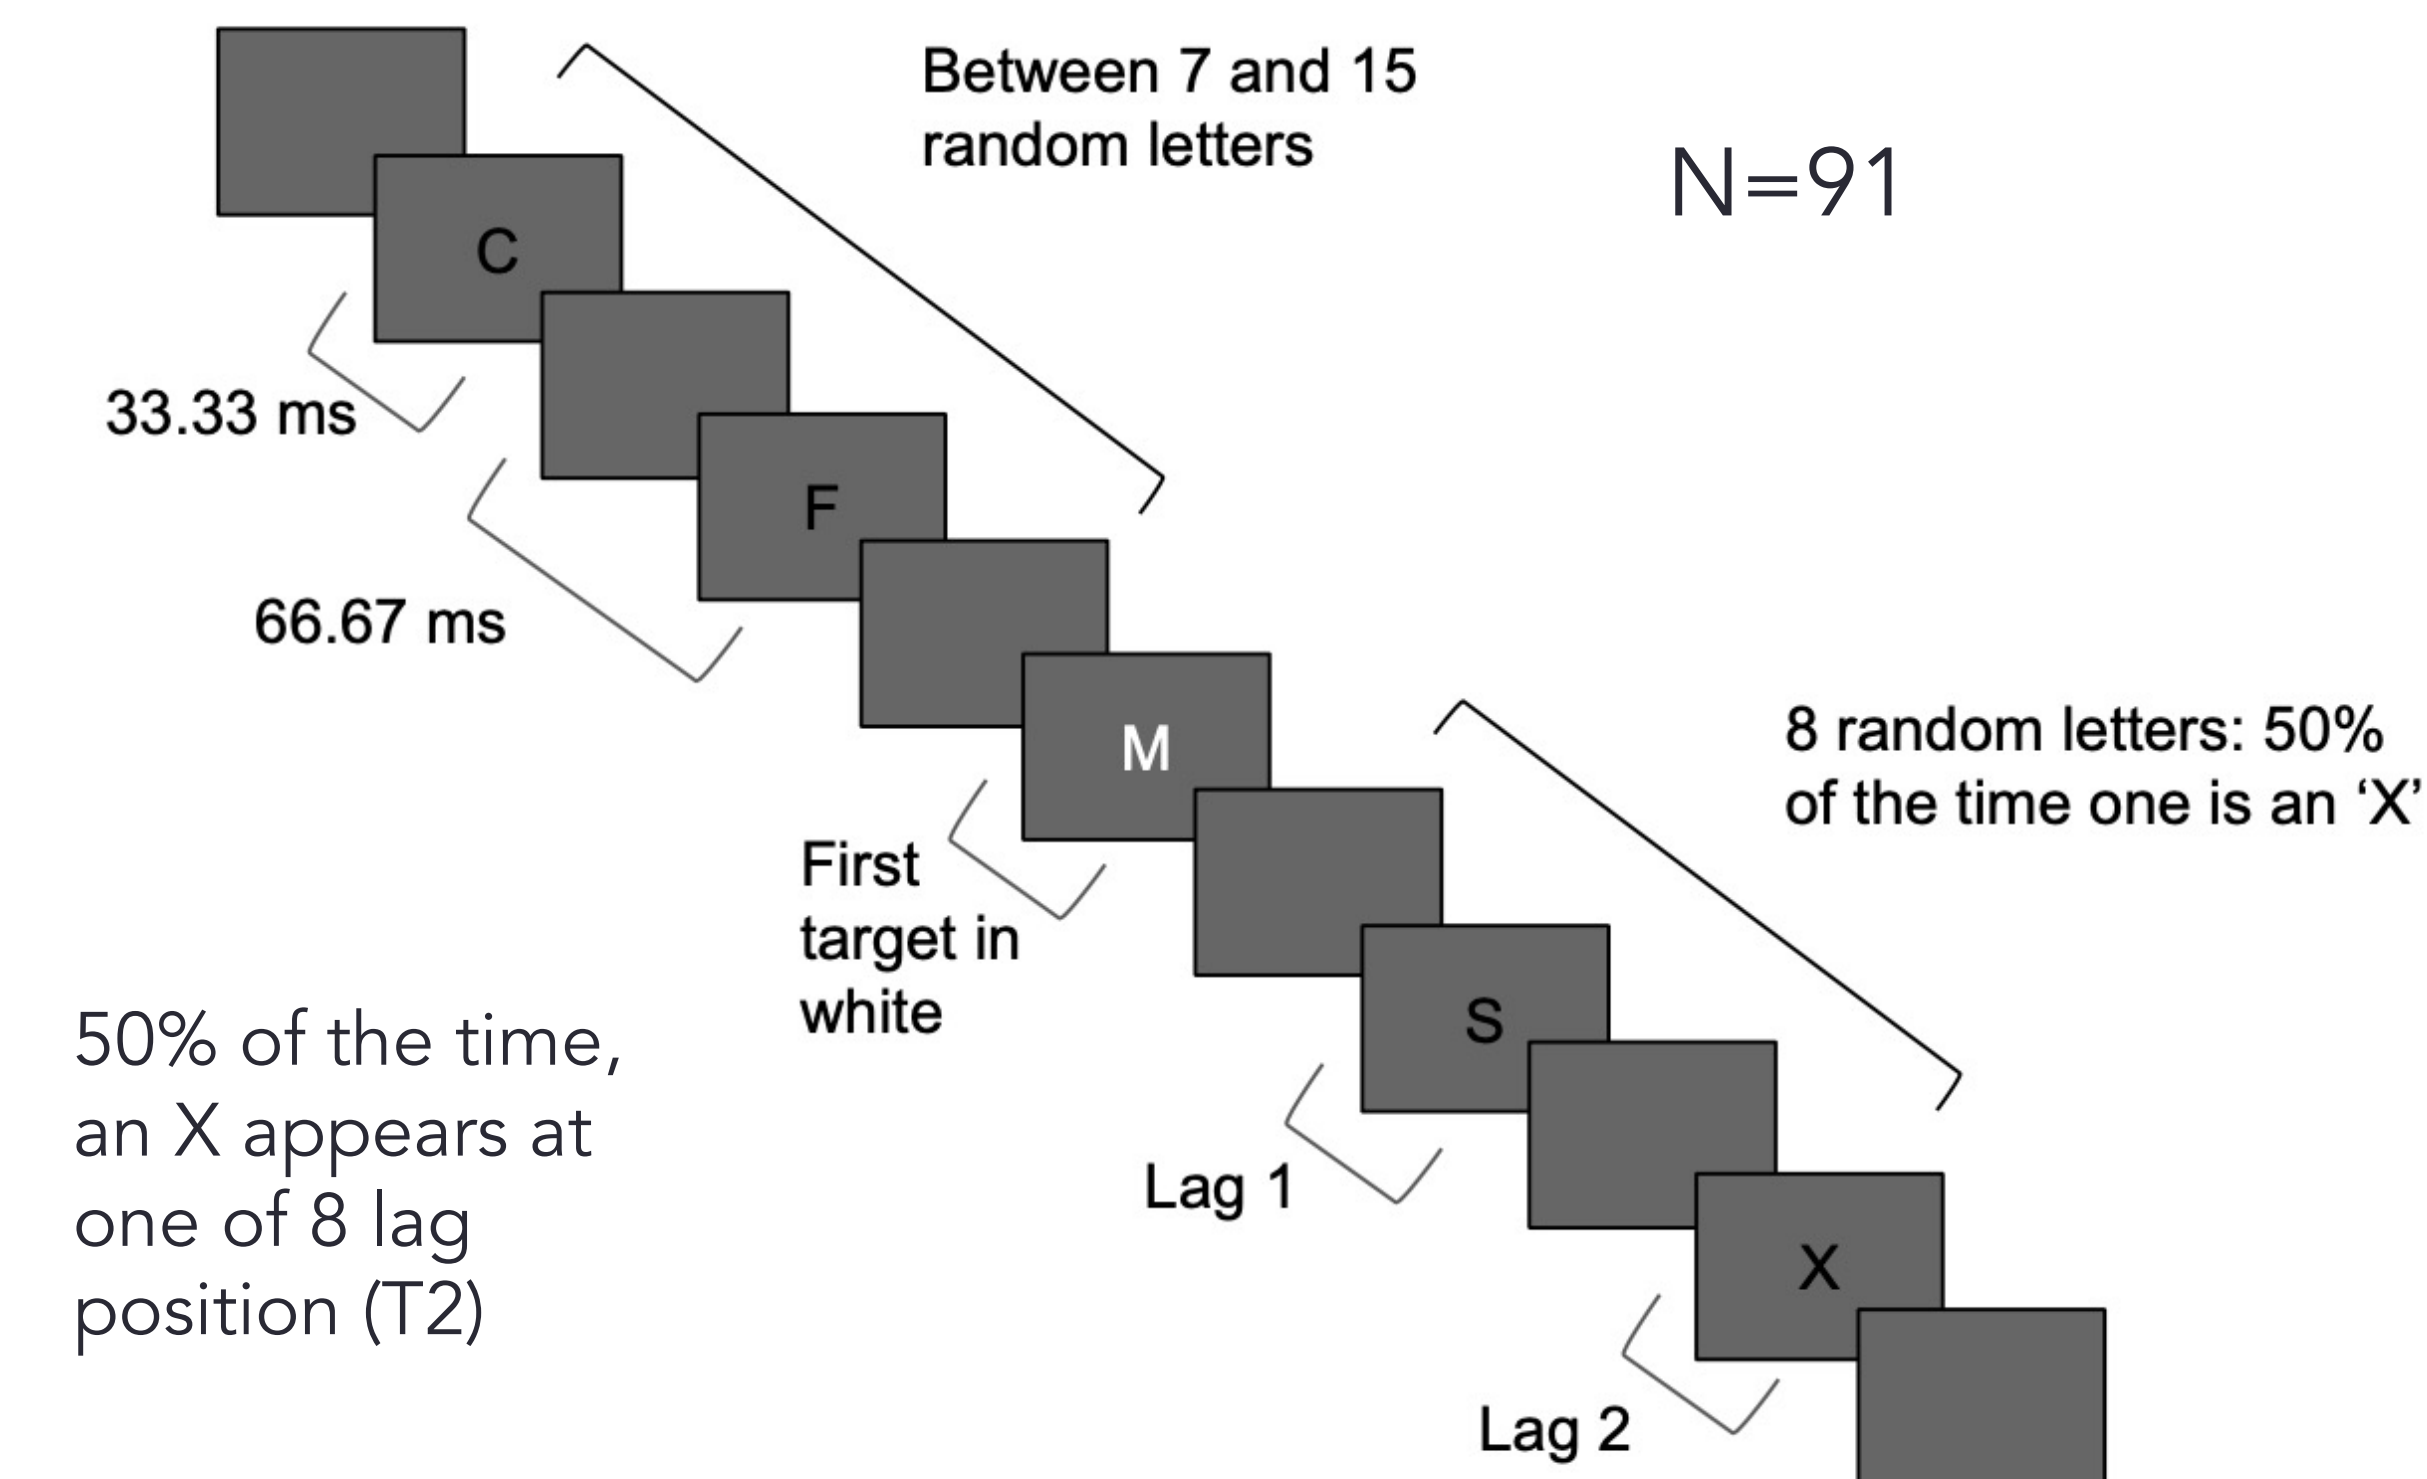 Between 7 and 15
random letters
N=91
C
33.33 ms
F
66.67 ms
M
8 random letters: 50%
of the time one is an ‘X’
First
target in
white
S
50% of the time,
an X appears at
one of 8 lag
position (T2)
Lag 1
X
Lag 2